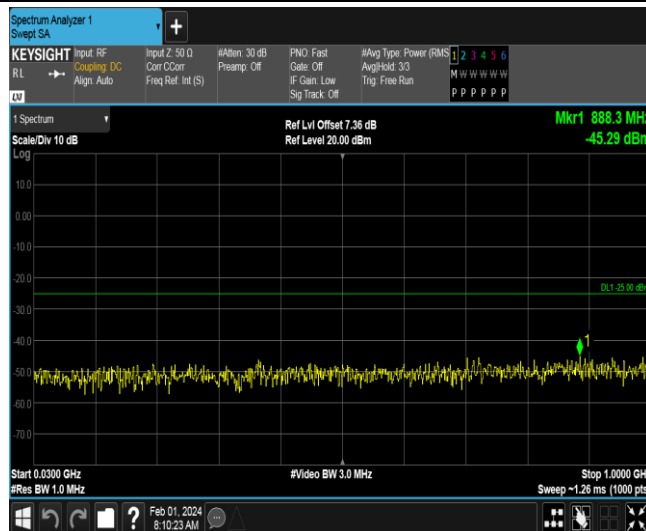 Spectrum Analyzer 1
Swept SA
+
KEYSIGHT
RL
LXI
Input: RF
Coupling: DC
Align: Auto
Input Z: 50 Ω
Corr CCorr
Freq Ref: Int (S)
#Atten: 30 dB
Preamp: Off
PNO: Fast
Gate: Off
IF Gain: Low
Sig Track: Off
#Avg Type: Power (RMS
Avg|Hold: 3/3
Trig: Free Run
1 2 3 4 5 6
M W W W W W
P P P P P P
1 Spectrum
Scale/Div 10 dB
Ref Lvl Offset 7.36 dB
Ref Level 20.00 dBm
Mkr1 888.3 MH
-45.29 dBn
Log
10.0
0.00
-10.0
-20.0
DL1 -25.00 dBr
-30.0
-40.0
1
-50.0
-60.0
-70.0
Start 0.0300 GHz
#Video BW 3.0 MHz
Stop 1.0000 GH
#Res BW 1.0 MHz
Sweep ~1.26 ms (1000 pts
?
Feb 01, 2024
8:10:23 AM